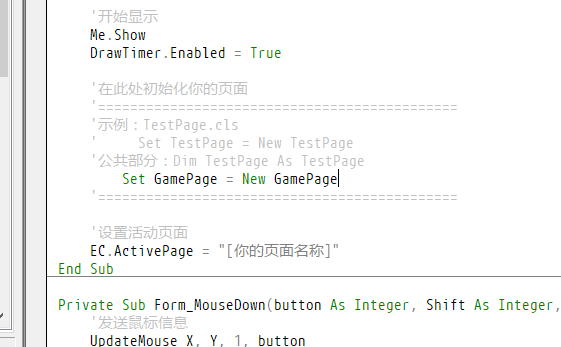 '开始显示
Me.Show
DrawTimer.Enabled = True
'在此处初始化你的页面
'=============================================
'示例：TestPage.cls
'     Set TestPage = New TestPage
'公共部分：Dim TestPage As TestPage
Set GamePage = New GamePage
'=============================================
'设置活动页面
EC.ActivePage = "[你的页面名称]"
End Sub
Private Sub Form_MouseDown(button As Integer, Shift As Integer,
'发送鼠标信息
UpdateMouse X, Y, 1, button